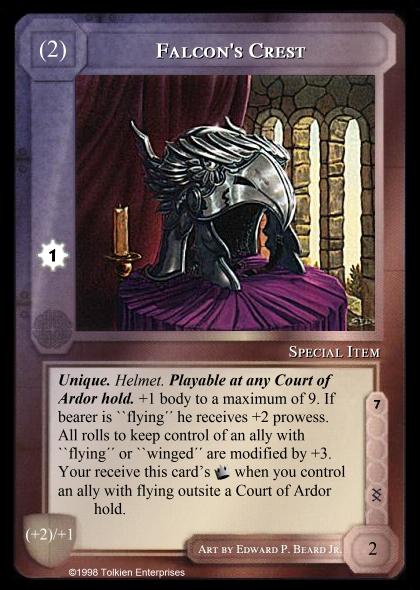 (2)
FALCON'S CREST
1
SPECIAL ITEM
Unique. Helmet. Playable at any Court of
Ardor hold. +1 body to a maximum of 9. If
bearer is ``flying´´ he receives +2 prowess.
All rolls to keep control of an ally with
``flying´´ or ``winged´´ are modified by +3.
Your receive this card's when you control
an ally with flying outsite a Court of Ardor
hold.
7
(+2)/+1
ART BY EDWARD P. BEARD JR.
2
©1998 Tolkien Enterprises